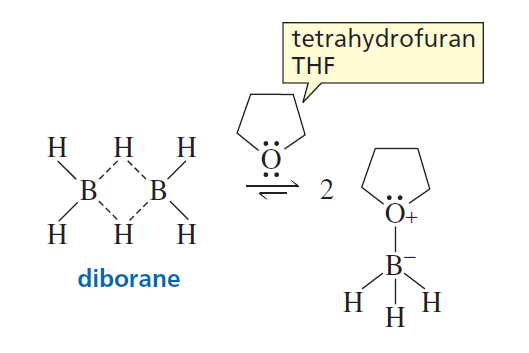 tetrahydrofuran
THF
H H H
O
B B
2
O+
H H H
B−
diborane
H H H